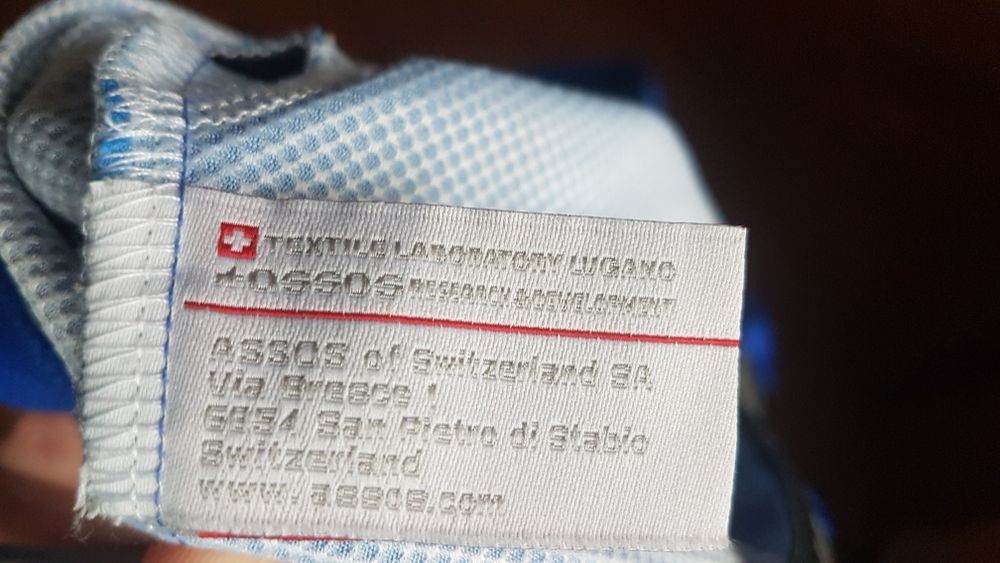 TEXTILE LABORATORY LUGANO
ASSOS RESEARCH & DEVELOPMENT
ASSOS of Switzerland SA
Via Greece 1
6854 San Pietro di Stabio
Switzerland
www.assos.com